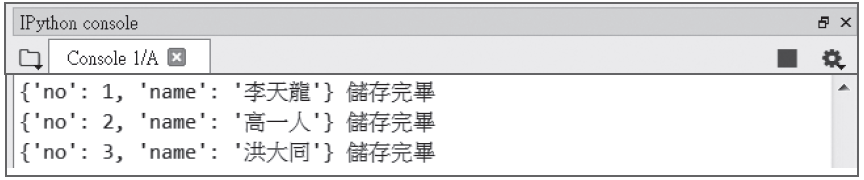 IPython console
Console 1/A
{'no': 1, 'name': '李天龍'} 儲存完畢
{'no': 2, 'name': '高一人'} 儲存完畢
{'no': 3, 'name': '洪大同'} 儲存完畢